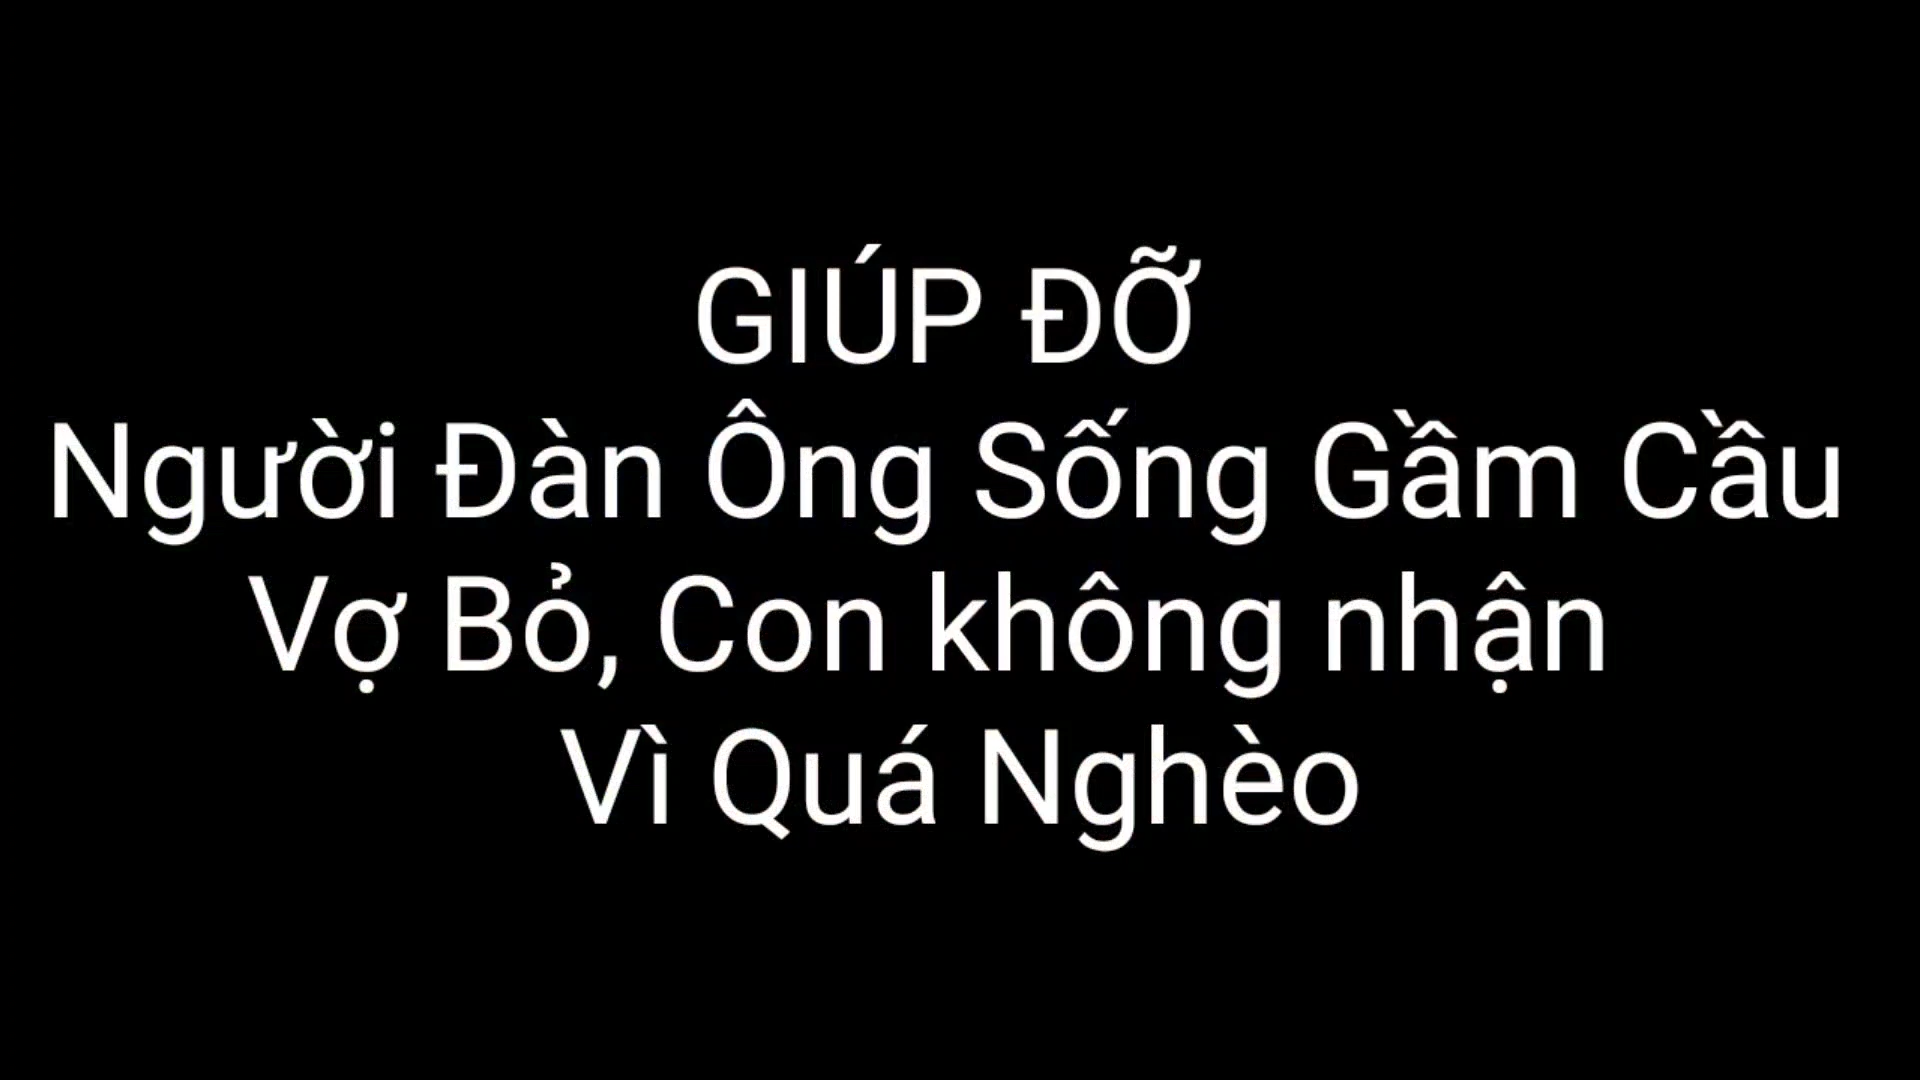 GIÚP ĐỠ
Người Đàn Ông Sống Gầm Cầu
Vợ Bỏ, Con không nhận
Vì Quá Nghèo